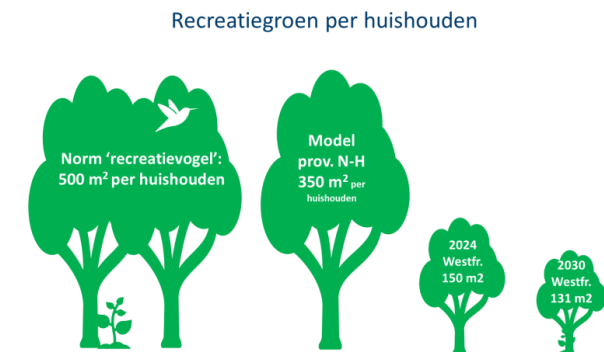 Recreatiegroen per huishouden
Norm ‘recreatievogel’:
500 m² per huishouden
Model
prov. N-H
350 m² per
huishouden
2024
Westfr.
150 m2
2030
Westfr.
131 m2